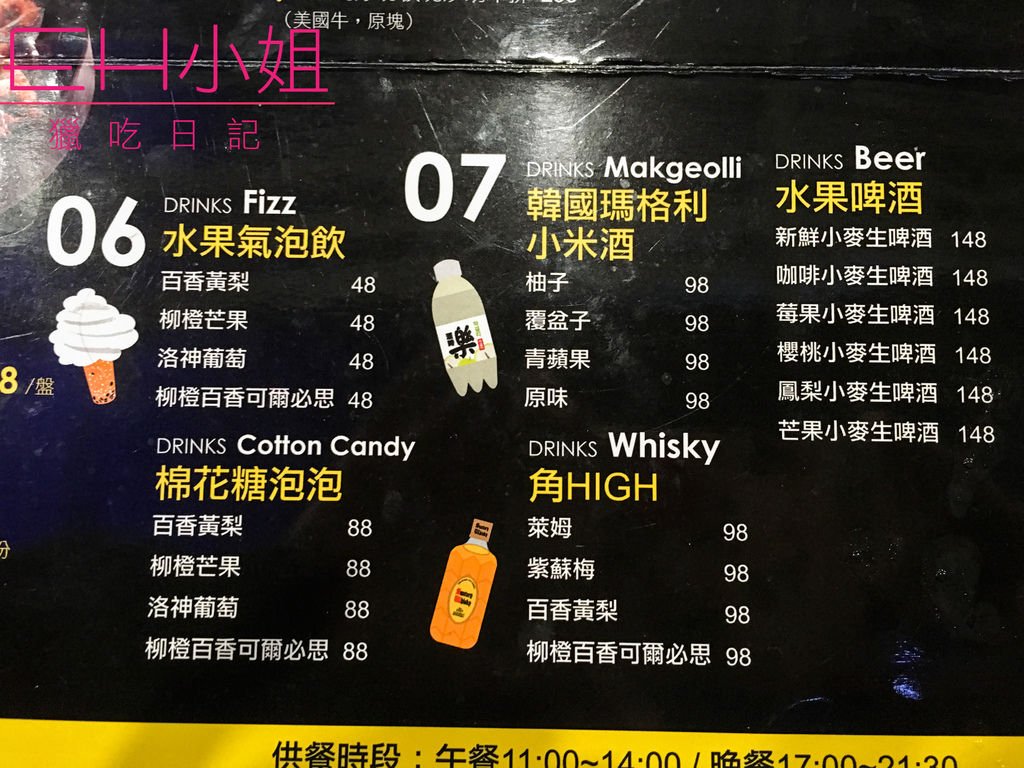 （美國牛，原塊）
EH小姐
獵吃日記
06 DRINKS Fizz
水果氣泡飲
百香黃梨 48
柳橙芒果 48
洛神葡萄 48
柳橙百香可爾必思 48
8/盤
DRINKS Cotton Candy
棉花糖泡泡
百香黃梨 88
柳橙芒果 88
洛神葡萄 88
柳橙百香可爾必思 88
份
07 DRINKS Makgeolli
韓國瑪格利
小米酒
柚子 98
覆盆子 98
青蘋果 98
原味 98
樂
DRINKS Whisky
角HIGH
萊姆 98
紫蘇梅 98
百香黃梨 98
柳橙百香可爾必思 98
DRINKS Beer
水果啤酒
新鮮小麥生啤酒 148
咖啡小麥生啤酒 148
莓果小麥生啤酒 148
櫻桃小麥生啤酒 148
鳳梨小麥生啤酒 148
芒果小麥生啤酒 148
供餐時段：午餐11:00~14:00 / 晚餐17:00~21:30